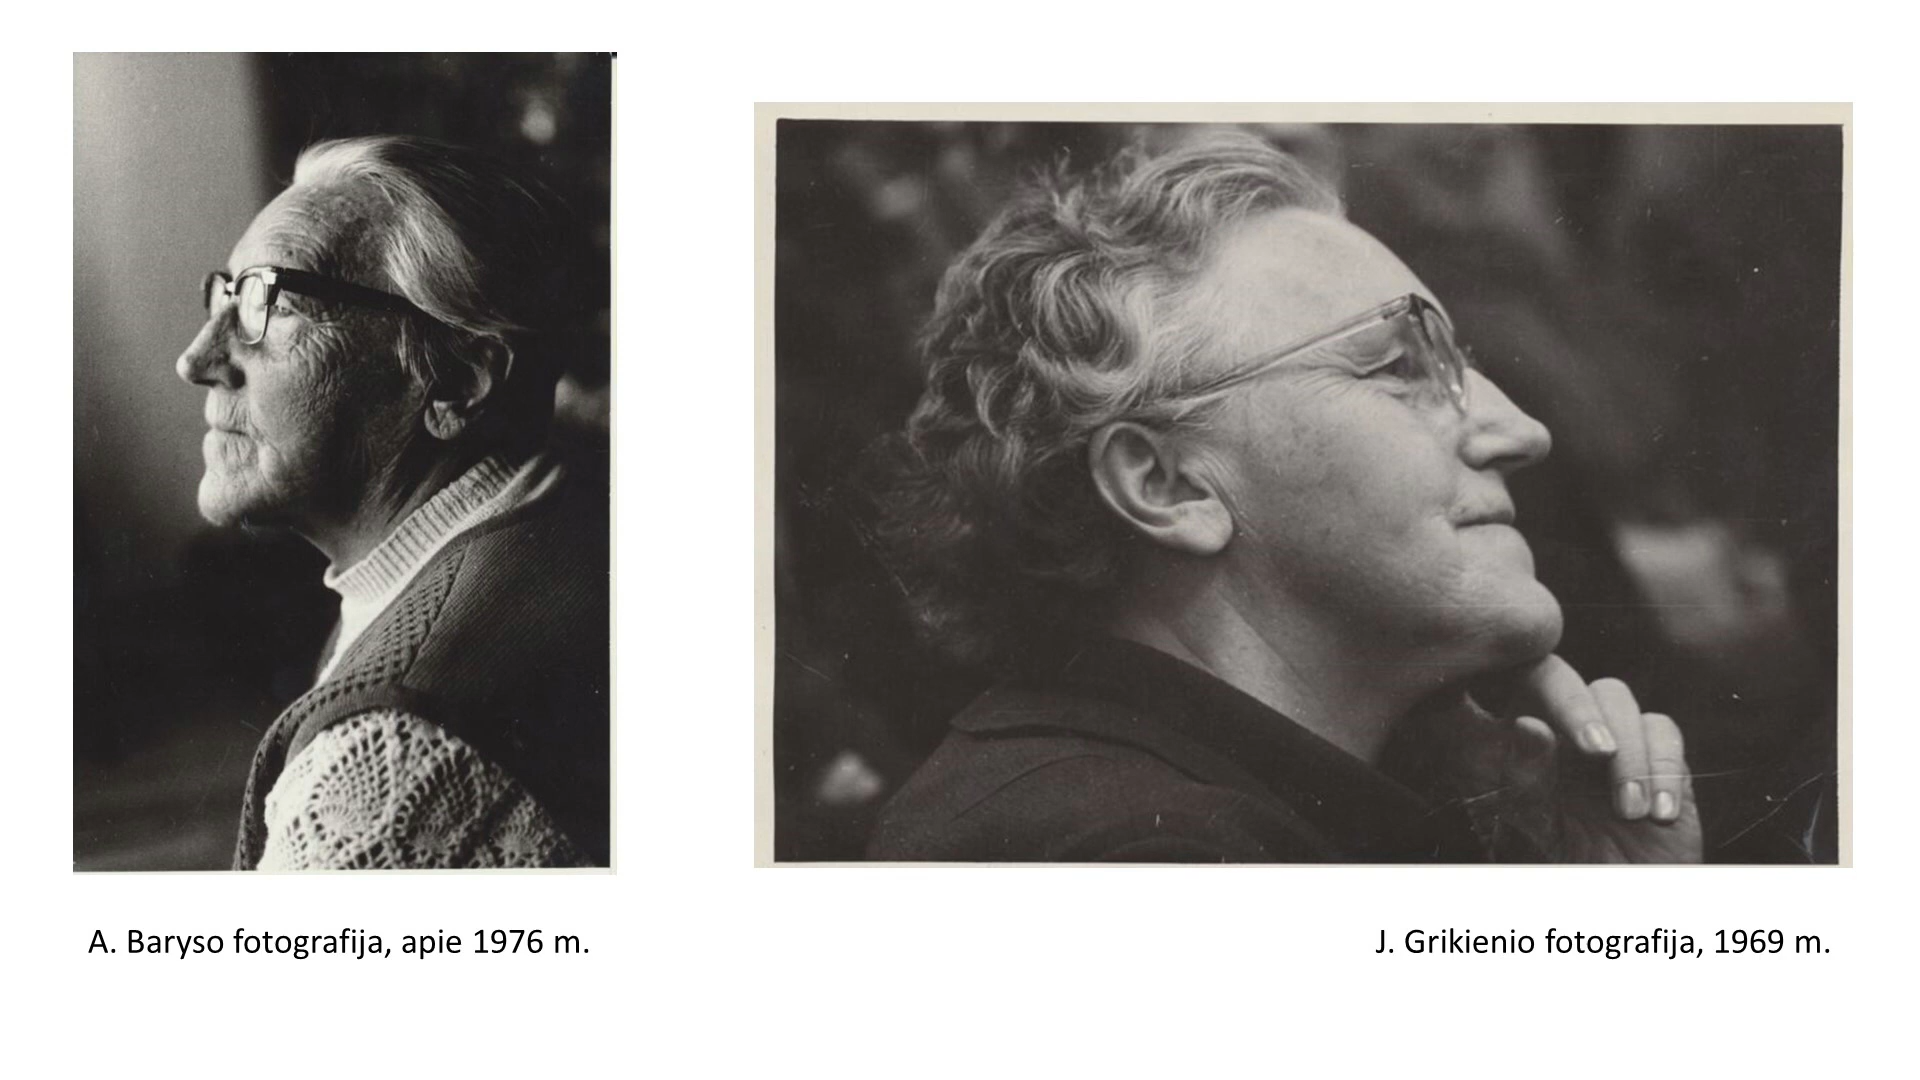 A. Baryso fotografija, apie 1976 m.
J. Grikienio fotografija, 1969 m.